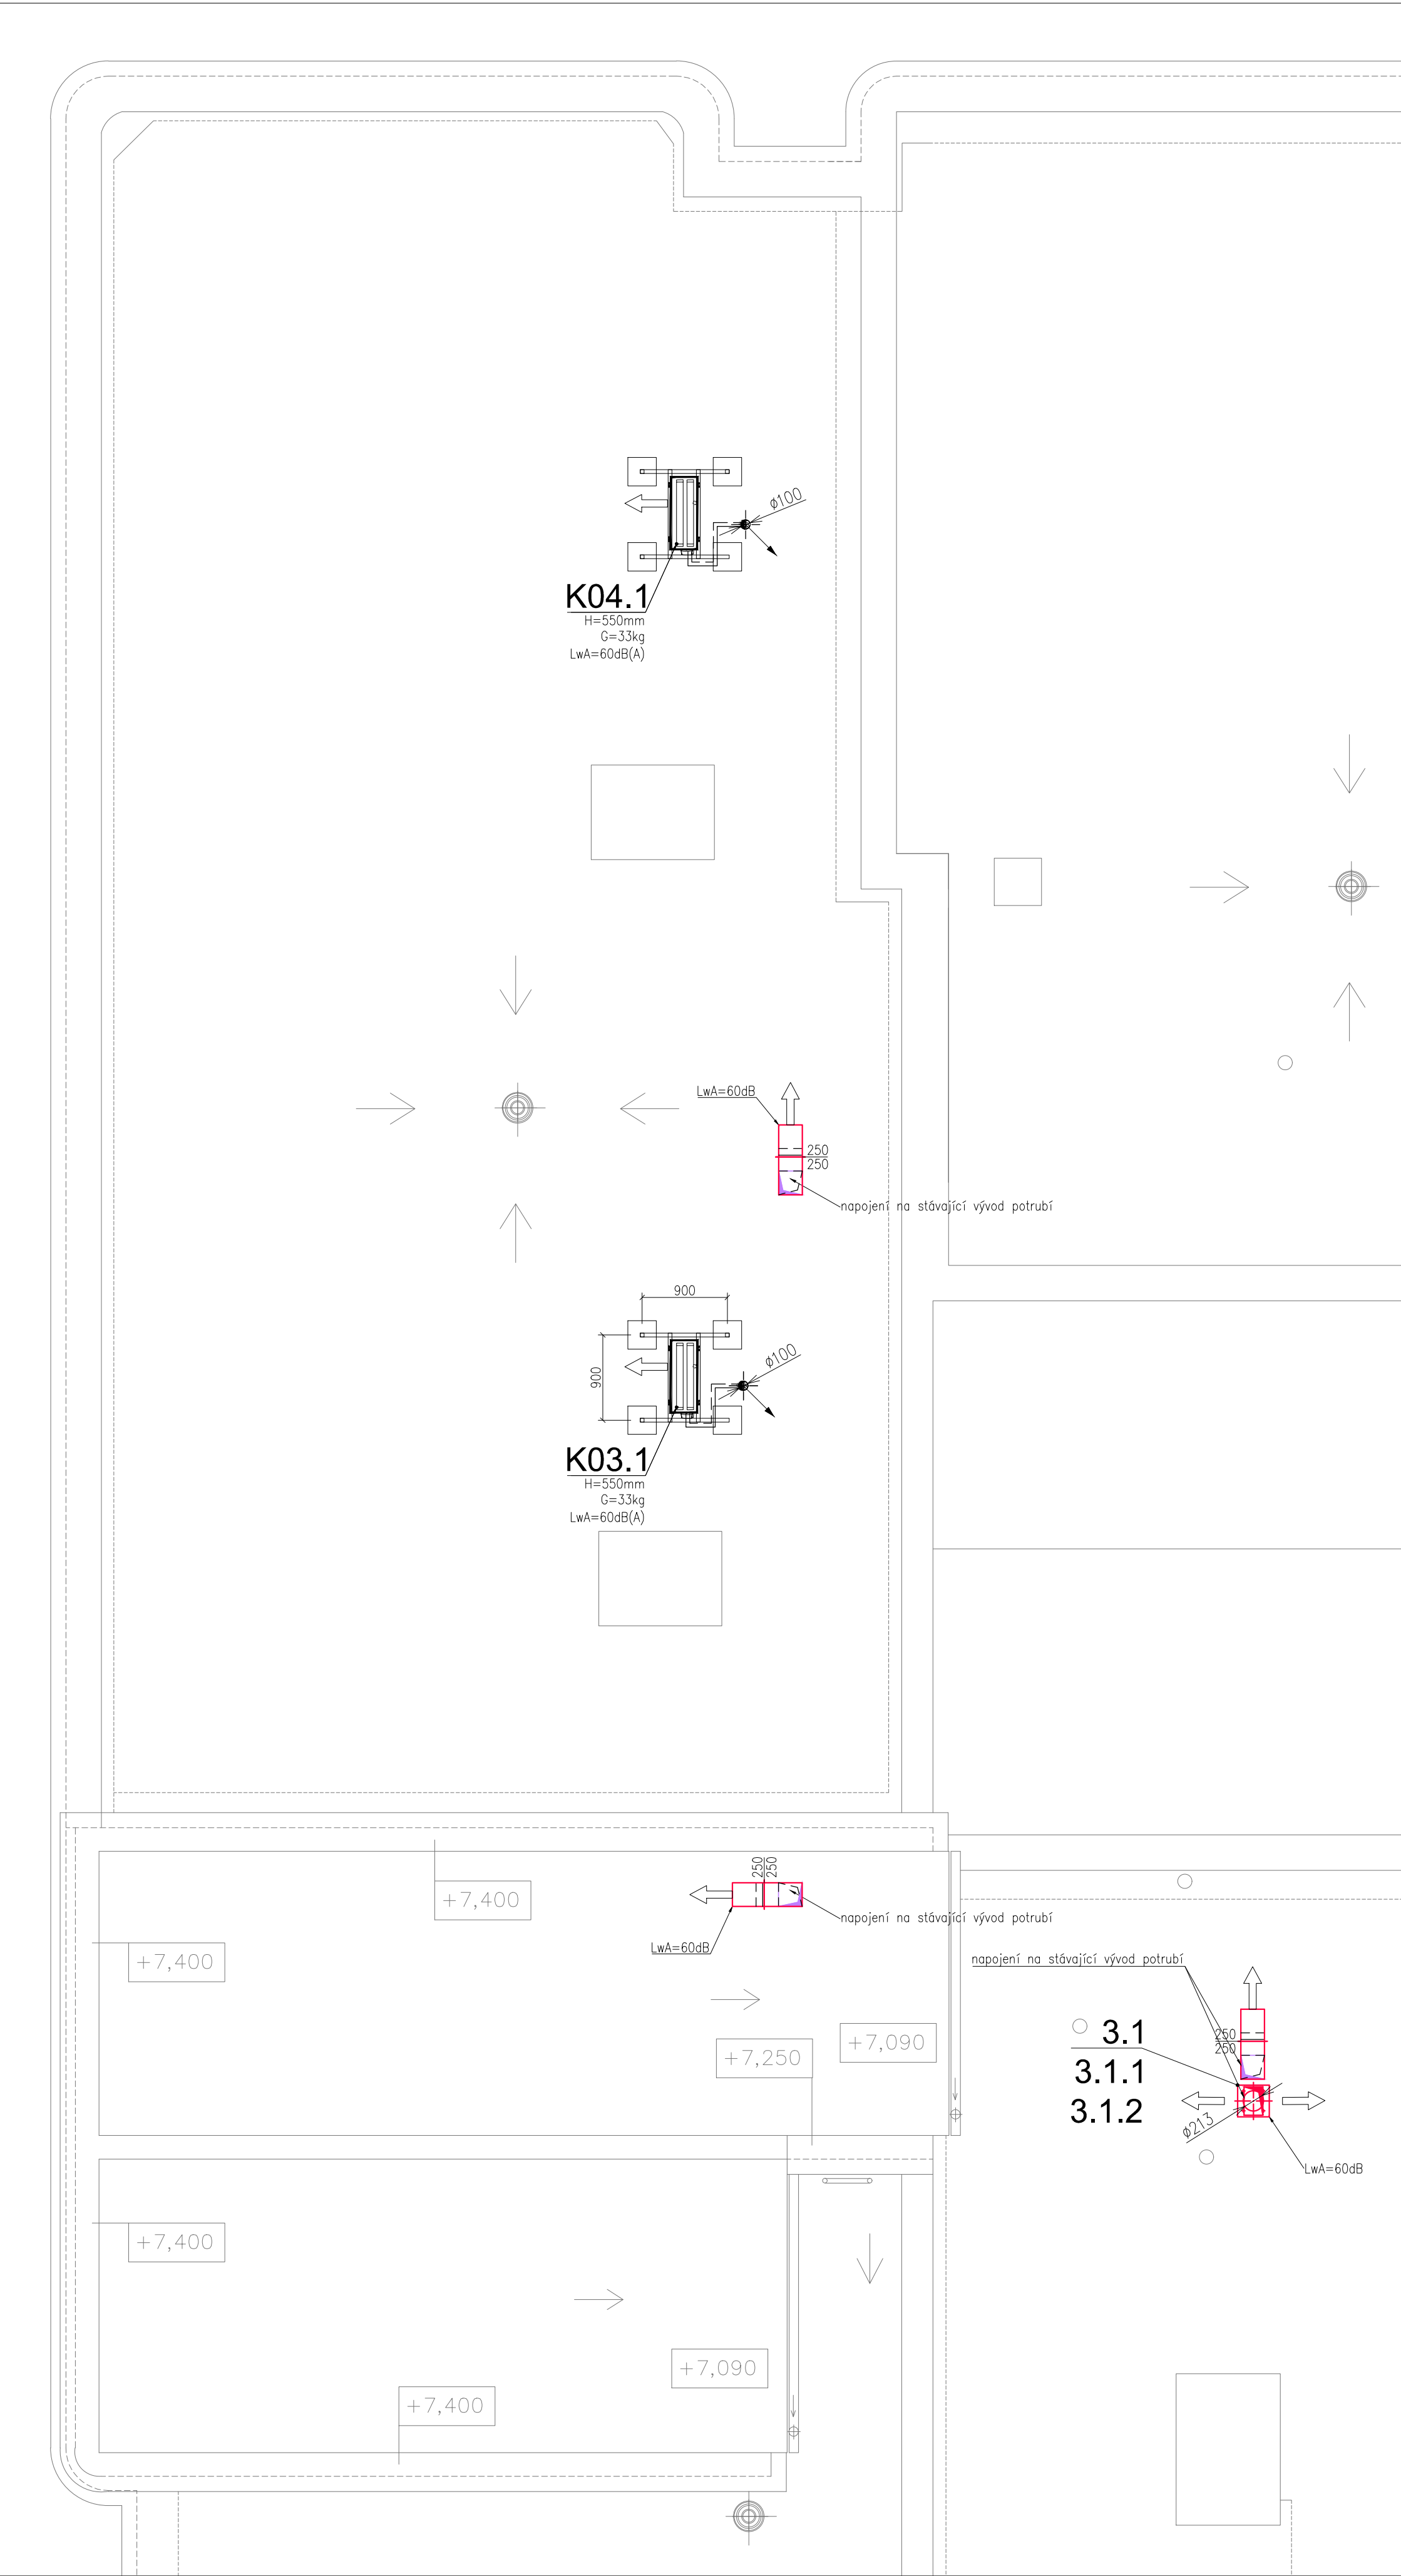 ø100
K04.1
H=550mm
G=33kg
LwA=60dB(A)
LwA=60dB
250
250
napojení na stávající vývod potrubí
900
900
ø100
K03.1
H=550mm
G=33kg
LwA=60dB(A)
250
250
+7,400
napojení na stávající vývod potrubí
LwA=60dB
+7,400
napojení na stávající vývod potrubí
3.1
250
250
+7,090
+7,250
3.1.1
3.1.2
ø213
LwA=60dB
+7,400
+7,090
+7,400